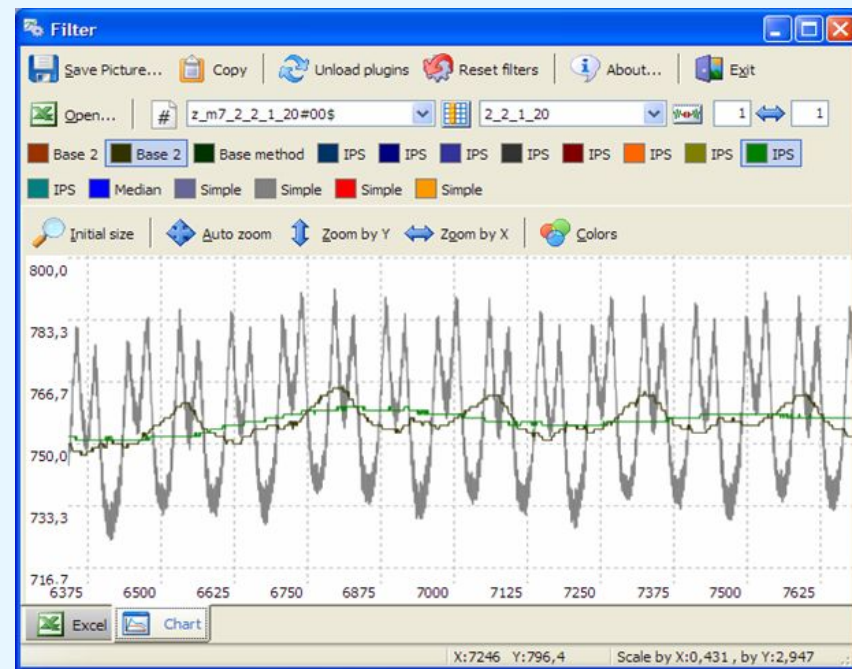 Filter
Save Picture... Copy Unload plugins Reset filters About... Exit
Open... # z_m7_2_2_1_20#00$ 2_2_1_20 1 1
Base 2 Base 2 Base method IPS IPS IPS IPS IPS IPS IPS IPS
IPS Median Simple Simple Simple Simple
Initial size Auto zoom Zoom by Y Zoom by X Colors
800,0
783,3
766,7
750,0
733,3
716,7
6375 6500 6625 6750 6875 7000 7125 7250 7375 7500 7625
Excel Chart
X:7246 Y:796,4 Scale by X:0,431 , by Y:2,947